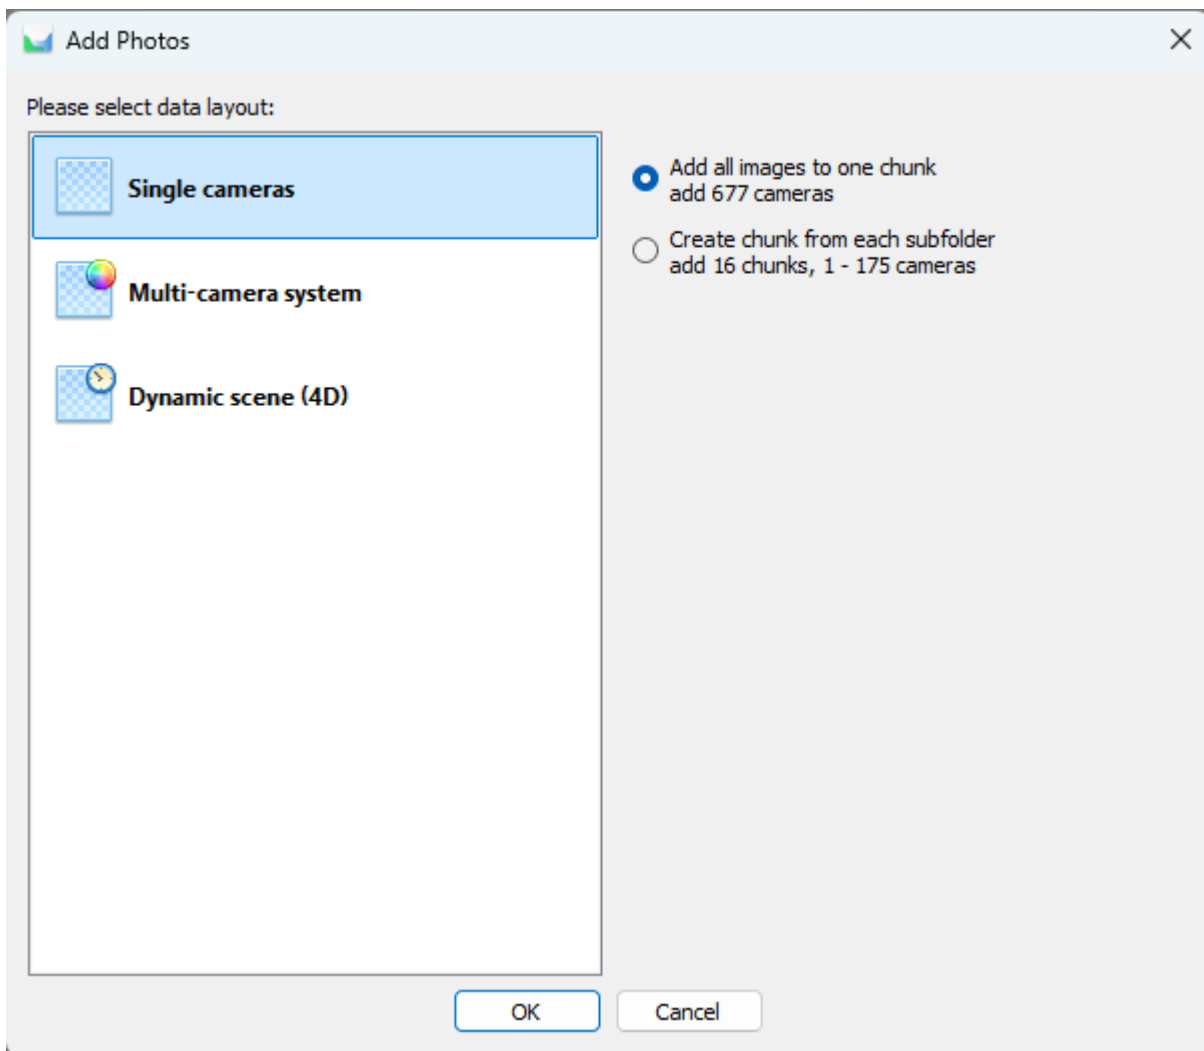 Add Photos
Please select data layout:
Single cameras
Multi-camera system
Dynamic scene (4D)
Add all images to one chunk
add 677 cameras
Create chunk from each subfolder
add 16 chunks, 1 - 175 cameras
OK
Cancel